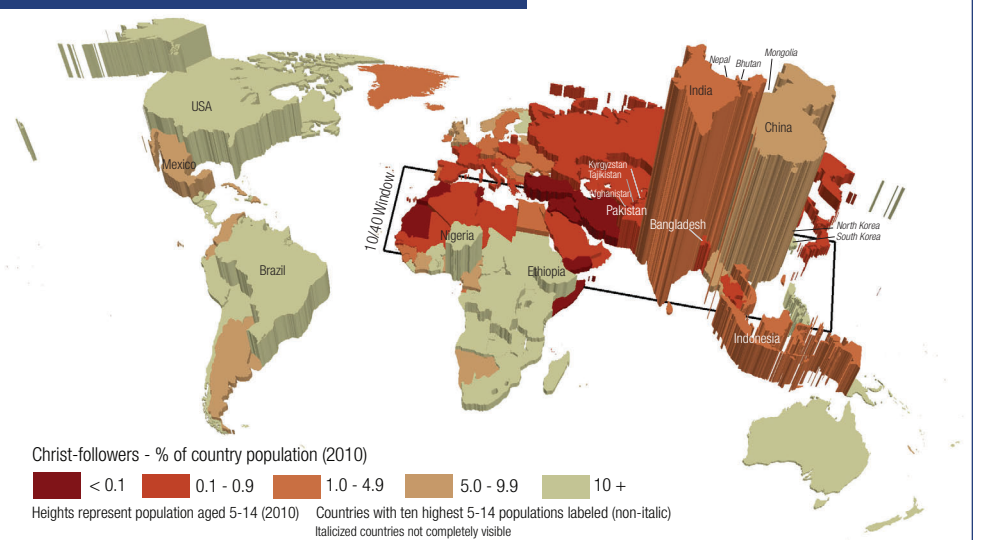 Nepal
Bhutan
Mongolia
India
China
USA
Mexico
Brazil
10/40 Window
Nigeria
Ethiopia
Kyrgyzstan
Tajikistan
Afghanistan
Pakistan
Bangladesh
North Korea
South Korea
Indonesia
Christ-followers - % of country population (2010)
< 0.1
0.1 - 0.9
1.0 - 4.9
5.0 - 9.9
10 +
Heights represent population aged 5-14 (2010) Countries with ten highest 5-14 populations labeled (non-italic)
Italicized countries not completely visible